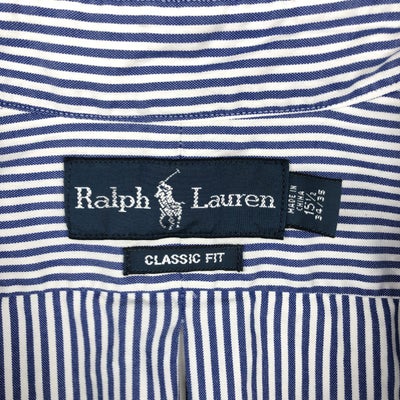 Ralph Lauren
MADE IN
CHINA
15½
34/35
CLASSIC FIT